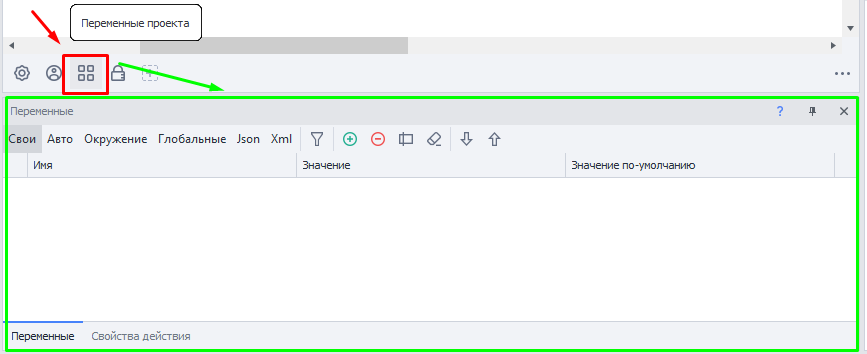 Переменные проекта
Переменные ?
Свои Авто Окружение Глобальные Json Xml
Имя Значение Значение по-умолчанию
Переменные Свойства действия